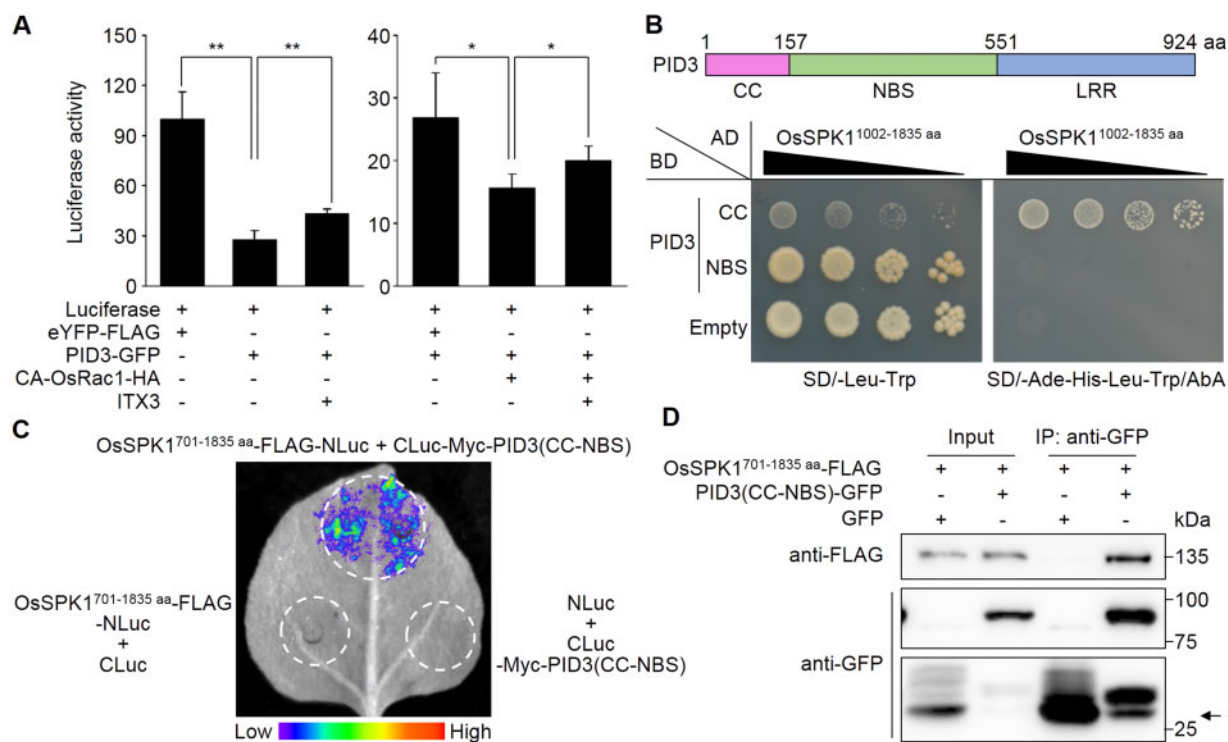 A
Luciferase activity
150
120
90
60
30
0
** **
40
30
20
10
0
* *
Luciferase + + + + + +
eYFP-FLAG + - - + - -
PID3-GFP - + + + + +
CA-OsRac1-HA - - - - + +
ITX3 - - + - - +
B
1 157 551 924 aa
PID3
CC NBS LRR
AD
BD
OsSPK1 1002-1835 aa
OsSPK1 1002-1835 aa
PID3
CC
NBS
Empty
SD/-Leu-Trp
SD/-Ade-His-Leu-Trp/AbA
C
OsSPK1 701-1835 aa-FLAG-NLuc + CLuc-Myc-PID3(CC-NBS)
OsSPK1 701-1835 aa-FLAG
-NLuc
+
CLuc
NLuc
+
CLuc
-Myc-PID3(CC-NBS)
Low High
D
Input IP: anti-GFP
OsSPK1 701-1835 aa-FLAG + + + +
PID3(CC-NBS)-GFP - + - +
GFP + - + -
kDa
anti-FLAG
135
100
75
anti-GFP
25